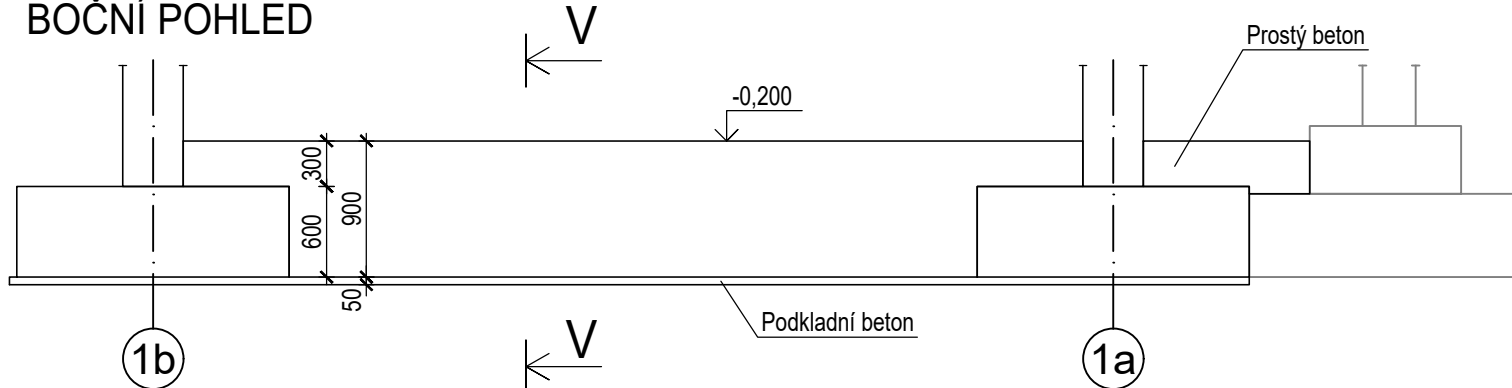 BOČNÍ POHLED
V
Prostý beton
-0,200
300
600
900
50
Podkladní beton
V
1b
1a